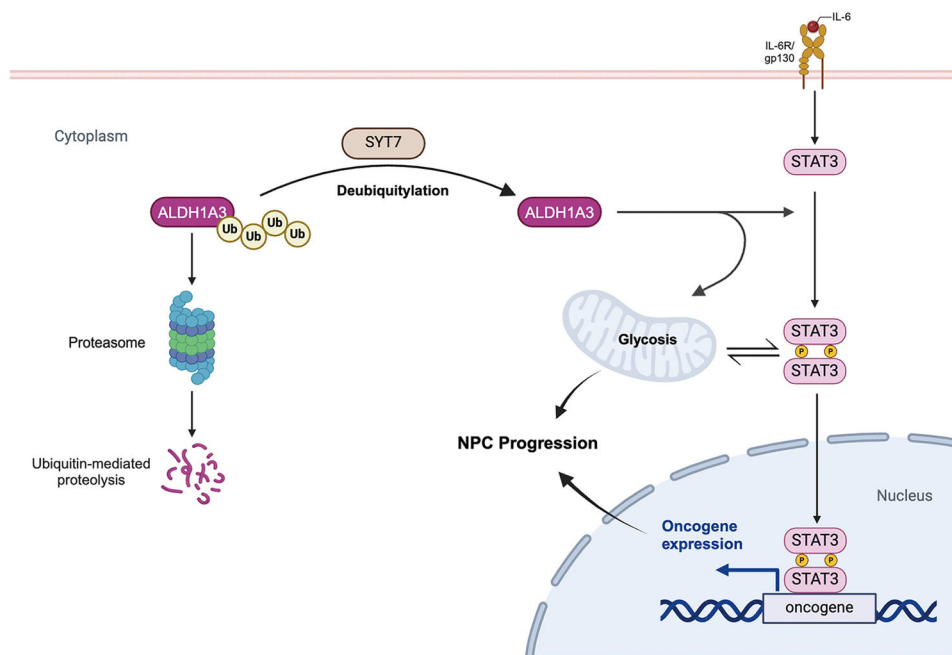 IL-6
IL-6R/
gp130
Cytoplasm
SYT7
STAT3
Deubiquitylation
ALDH1A3
Ub
Ub
Ub
Ub
ALDH1A3
Proteasome
Glycosis
STAT3
P
P
STAT3
NPC Progression
Ubiquitin-mediated
proteolysis
Nucleus
Oncogene
expression
STAT3
P
P
STAT3
oncogene